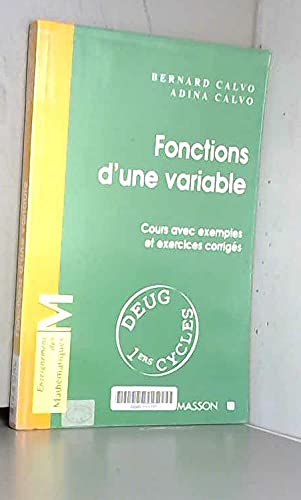 BERNARD CALVO
ADINA CALVO
Fonctions
d'une variable
Cours avec exemples
et exercices corrigés
DEUG
1ers CYCLES
M
Enseignement
des
Mathématiques
MASSON